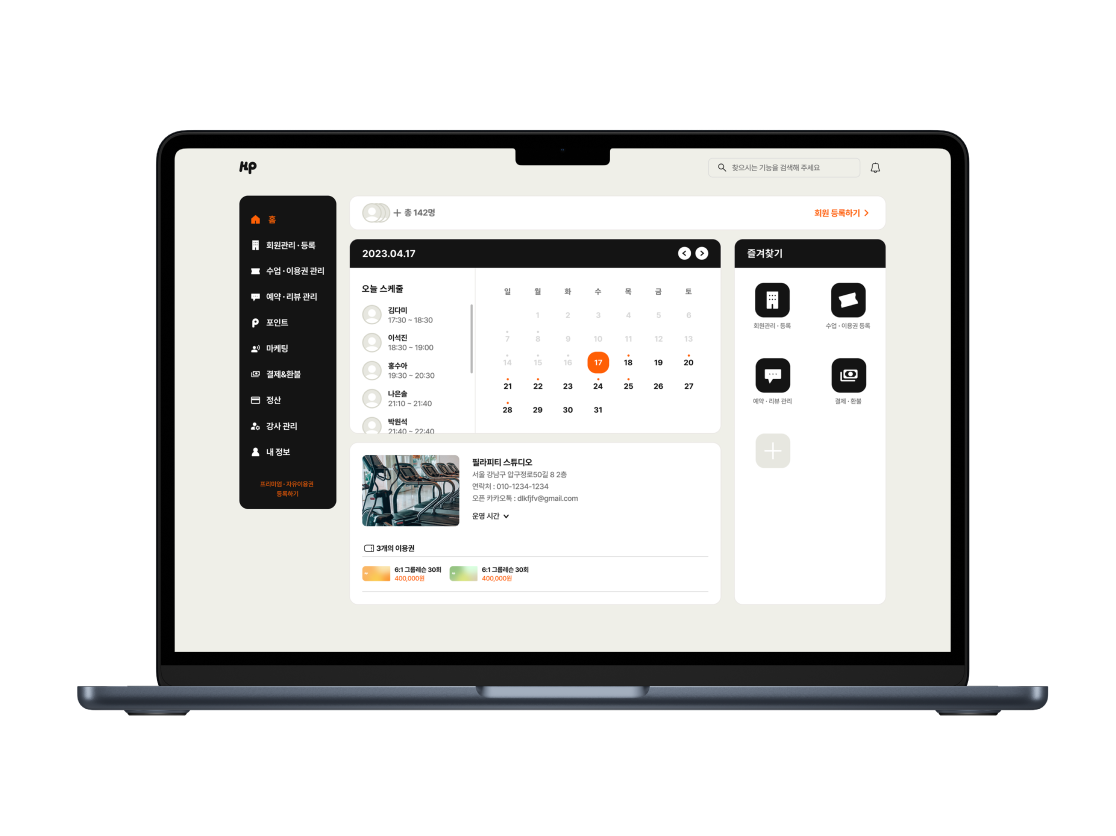 KP
찾으시는 기능을 검색해 주세요
홈
회원관리 · 등록
수업 · 이용권 관리
예약 · 리뷰 관리
포인트
마케팅
결제&환불
정산
강사 관리
내 정보
프리미엄 · 자유이용권
등록하기
+ 총 142명
회원 등록하기 >
2023.04.17
오늘 스케줄
김다미
17:30 ~ 18:30
이석진
18:30 ~ 19:00
홍수아
19:30 ~ 20:30
나은솔
21:10 ~ 21:40
박원석
21:40 ~ 22:40
일 월 화 수 목 금 토
1 2 3 4 5 6
7 8 9 10 11 12 13
14 15 16 17 18 19 20
21 22 23 24 25 26 27
28 29 30 31
필라피티 스튜디오
서울 강남구 압구정로50길 8 2층
연락처 : 010-1234-1234
오픈 카카오톡 : dlkfjfv@gmail.com
운영 시간
3개의 이용권
6:1 그룹레슨 30회
400,000원
6:1 그룹레슨 30회
400,000원
즐겨찾기
회원관리 · 등록
수업 · 이용권 등록
예약 · 리뷰 관리
결제 · 환불